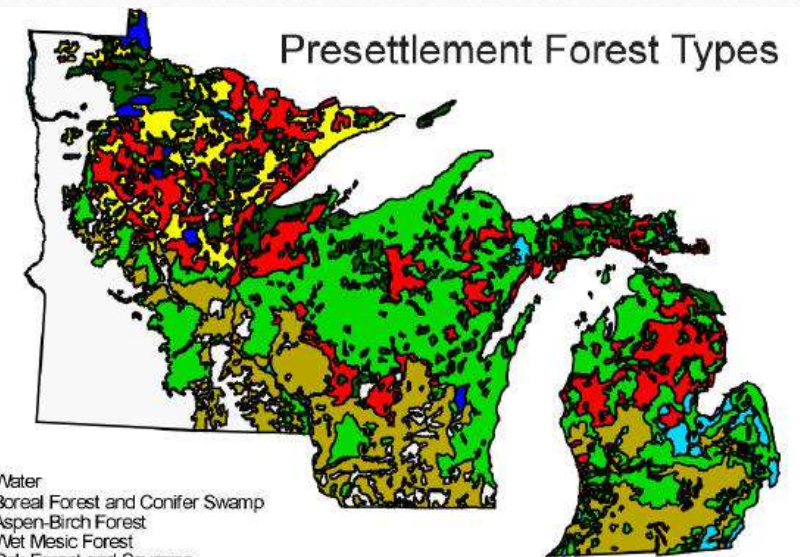 Presettlement Forest Types
Water
Boreal Forest and Conifer Swamp
Aspen-Birch Forest
Wet Mesic Forest